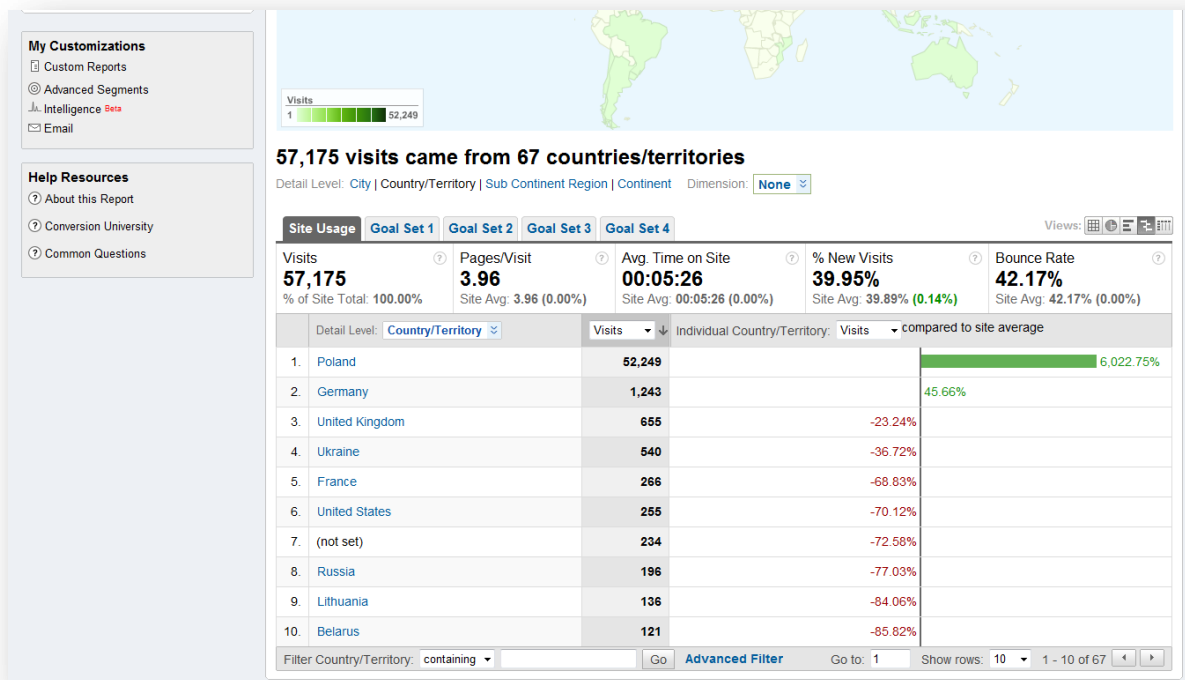 My Customizations
Custom Reports
Advanced Segments
Intelligence Beta
Email
Help Resources
About this Report
Conversion University
Common Questions
Visits
1 52,249
57,175 visits came from 67 countries/territories
Detail Level: City | Country/Territory | Sub Continent Region | Continent Dimension: None
Site Usage Goal Set 1 Goal Set 2 Goal Set 3 Goal Set 4 Views:
Visits Pages/Visit Avg. Time on Site % New Visits Bounce Rate
57,175 3.96 00:05:26 39.95% 42.17%
% of Site Total: 100.00% Site Avg: 3.96 (0.00%) Site Avg: 00:05:26 (0.00%) Site Avg: 39.89% (0.14%) Site Avg: 42.17% (0.00%)
Detail Level: Country/Territory Visits Individual Country/Territory: Visits compared to site average
1. Poland 52,249 6,022.75%
2. Germany 1,243 45.66%
3. United Kingdom 655 -23.24%
4. Ukraine 540 -36.72%
5. France 266 -68.83%
6. United States 255 -70.12%
7. (not set) 234 -72.58%
8. Russia 196 -77.03%
9. Lithuania 136 -84.06%
10. Belarus 121 -85.82%
Filter Country/Territory: containing Go Advanced Filter Go to: 1 Show rows: 10 1 - 10 of 67